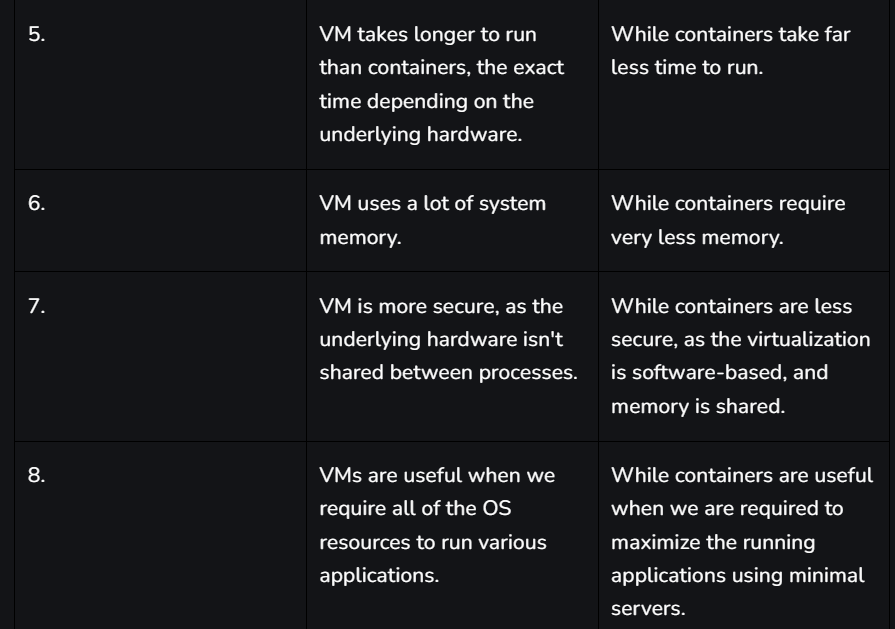 5.
VM takes longer to run
than containers, the exact
time depending on the
underlying hardware.
While containers take far
less time to run.
6.
VM uses a lot of system
memory.
While containers require
very less memory.
7.
VM is more secure, as the
underlying hardware isn't
shared between processes.
While containers are less
secure, as the virtualization
is software-based, and
memory is shared.
8.
VMs are useful when we
require all of the OS
resources to run various
applications.
While containers are useful
when we are required to
maximize the running
applications using minimal
servers.